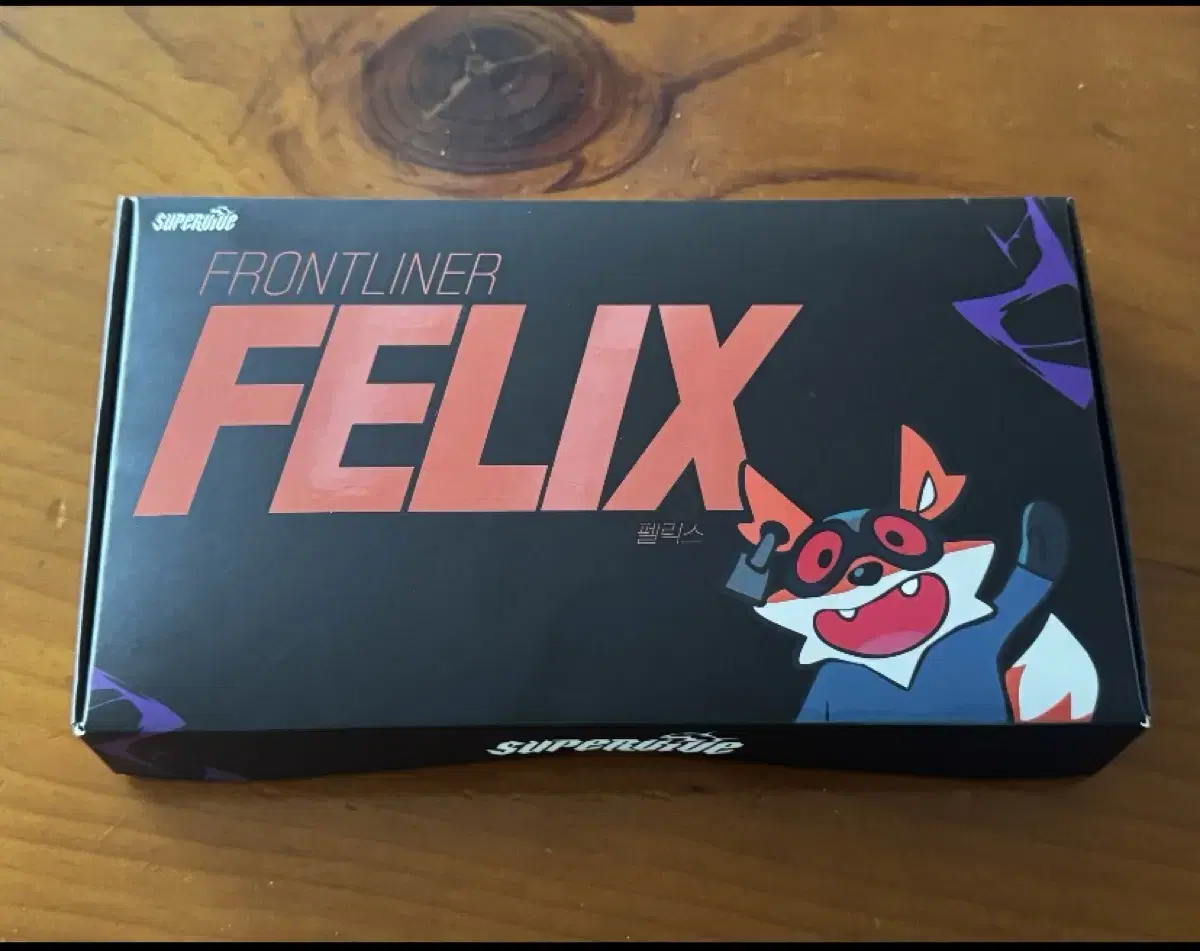 SUPERVIVE
FRONTLINER
FELIX
펠릭스
SUPERVIVE